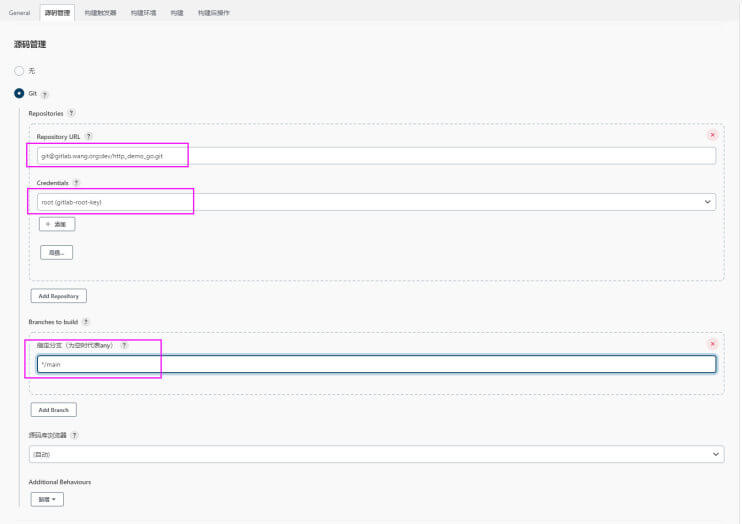 General 源码管理 构建触发器 构建环境 构建 构建后操作
源码管理
无
Git ?
Repositories ?
Repository URL ?
git@gitlab.wang.org:dev/http_demo_go.git
Credentials ?
root (gitlab-root-key)
+ 添加
高级...
Add Repository
Branches to build ?
指定分支（为空时代表any） ?
*/main
Add Branch
源码库浏览器 ?
(自动)
Additional Behaviours
新增